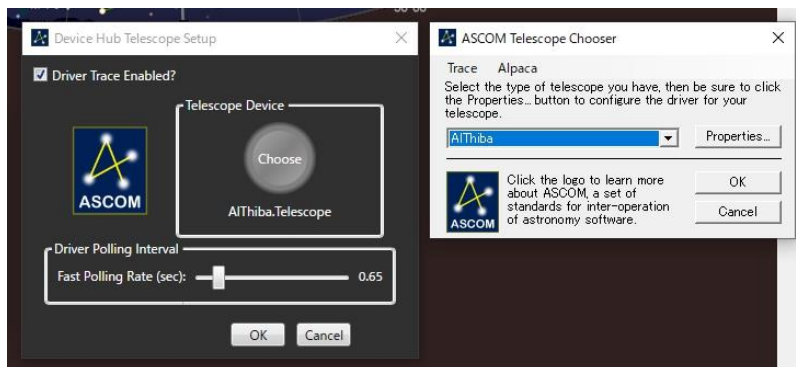 Device Hub Telescope Setup
Driver Trace Enabled?
Telescope Device
Choose
ASCOM
AlThiba.Telescope
Driver Polling Interval
Fast Polling Rate (sec):
0.65
OK
Cancel
ASCOM Telescope Chooser
Trace
Alpaca
Select the type of telescope you have, then be sure to click
the Properties... button to configure the driver for your
telescope.
AlThiba
Properties...
Click the logo to learn more
about ASCOM, a set of
standards for inter-operation
of astronomy software.
ASCOM
OK
Cancel